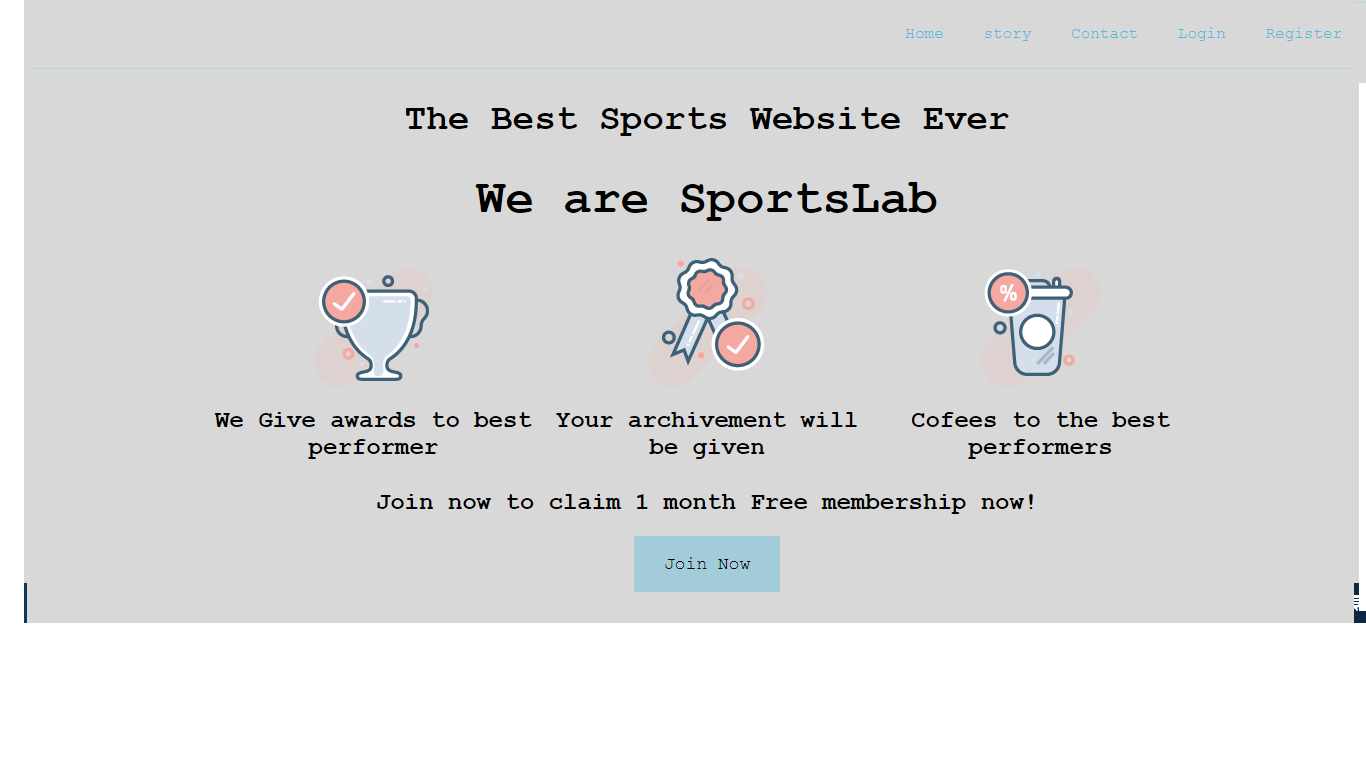 Home story Contact Login Register
The Best Sports Website Ever
We are SportsLab
%
We Give awards to best
performer
Your archivement will
be given
Cofees to the best
performers
Join now to claim 1 month Free membership now!
Join Now